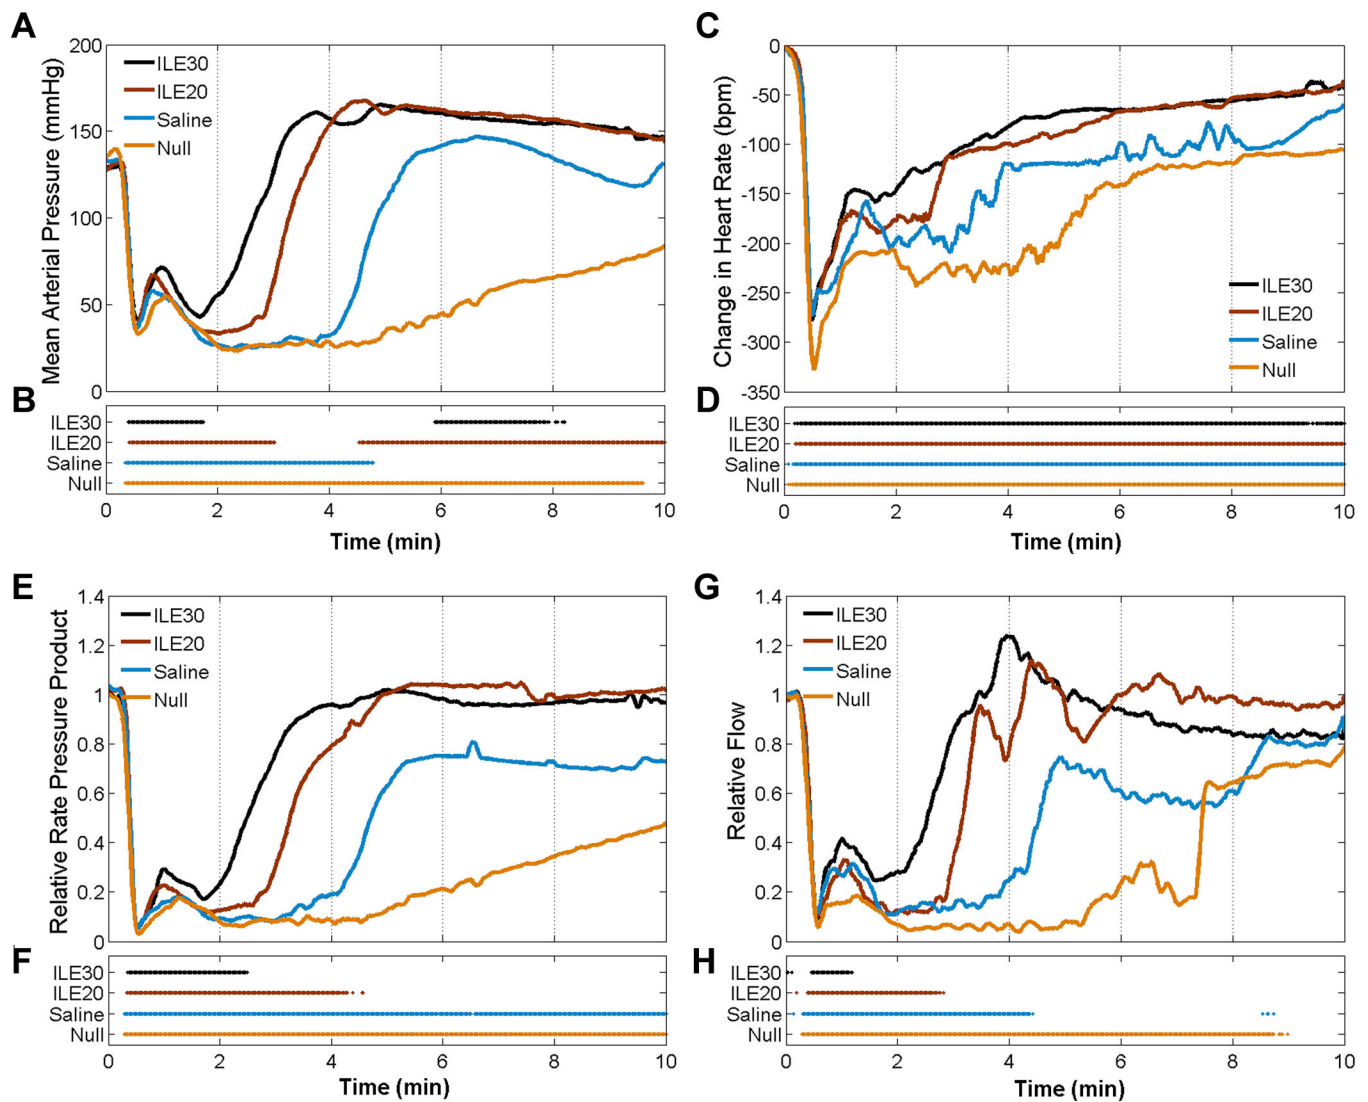 A
Mean Arterial Pressure (mmHg)
200
150
100
50
0
ILE30
ILE20
Saline
Null
B
ILE30
ILE20
Saline
Null
0 2 4 6 8 10
Time (min)
C
Change in Heart Rate (bpm)
0
-50
-100
-150
-200
-250
-300
-350
ILE30
ILE20
Saline
Null
D
ILE30
ILE20
Saline
Null
0 2 4 6 8 10
Time (min)
E
Relative Rate Pressure Product
1.4
1.2
1
0.8
0.6
0.4
0.2
0
ILE30
ILE20
Saline
Null
F
ILE30
ILE20
Saline
Null
0 2 4 6 8 10
Time (min)
G
Relative Flow
1.4
1.2
1
0.8
0.6
0.4
0.2
0
ILE30
ILE20
Saline
Null
H
ILE30
ILE20
Saline
Null
0 2 4 6 8 10
Time (min)